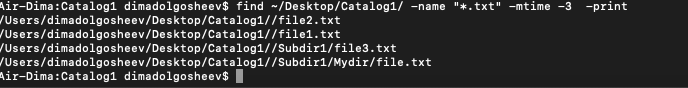 Air-Dima:Catalog1 dimadolgosheev$ find ~/Desktop/Catalog1/ -name "*.txt" -mtime -3  -print
/Users/dimadolgosheev/Desktop/Catalog1//file2.txt
/Users/dimadolgosheev/Desktop/Catalog1//file1.txt
/Users/dimadolgosheev/Desktop/Catalog1//Subdir1/file3.txt
/Users/dimadolgosheev/Desktop/Catalog1//Subdir1/Mydir/file.txt
Air-Dima:Catalog1 dimadolgosheev$